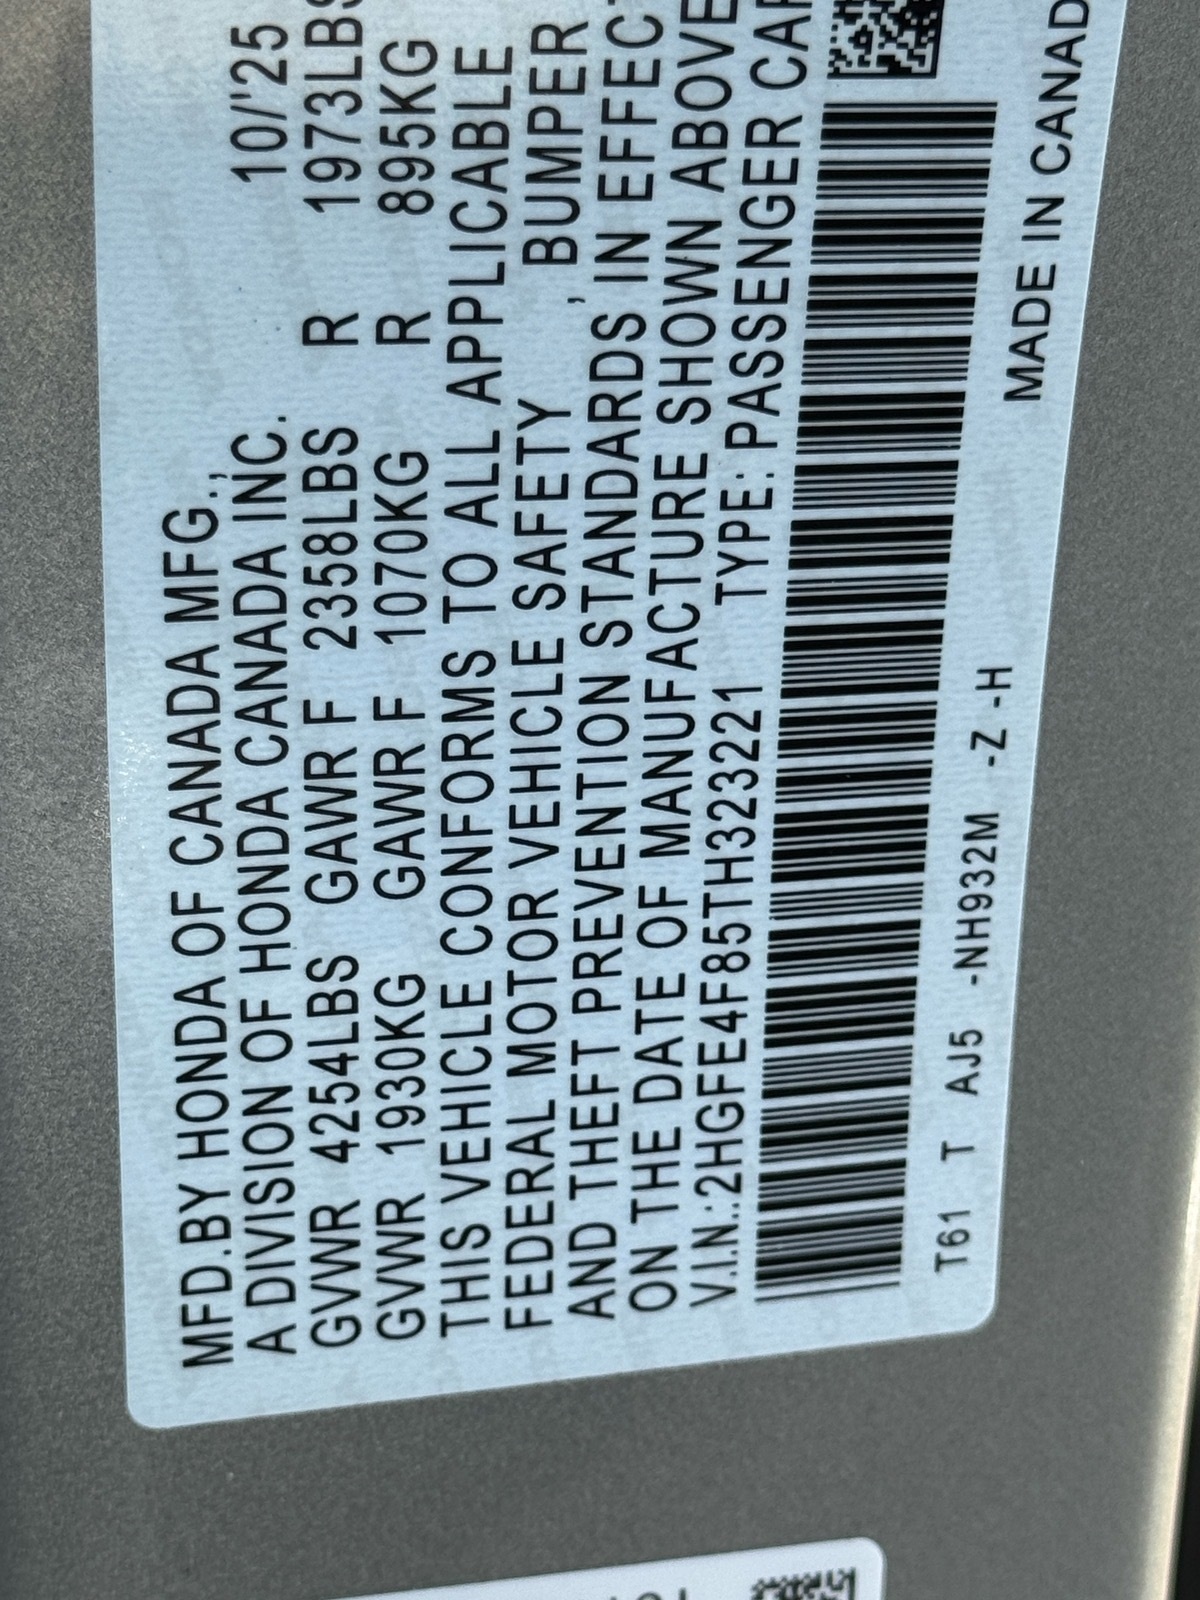 MFD.BY HONDA OF CANADA MFG.,
A DIVISION OF HONDA CANADA INC. 10/'25
GVWR 4254LBS GAWR F 2358LBS R 1973LBS
GVWR 1930KG GAWR F 1070KG R 895KG
THIS VEHICLE CONFORMS TO ALL APPLICABLE
FEDERAL MOTOR VEHICLE SAFETY , BUMPER
AND THEFT PREVENTION STANDARDS IN EFFECT
ON THE DATE OF MANUFACTURE SHOWN ABOVE
V.I.N.:2HGFE4F85TH323221 TYPE:PASSENGER CAR
T61 T AJ5 -NH932M -Z -H
MADE IN CANAD